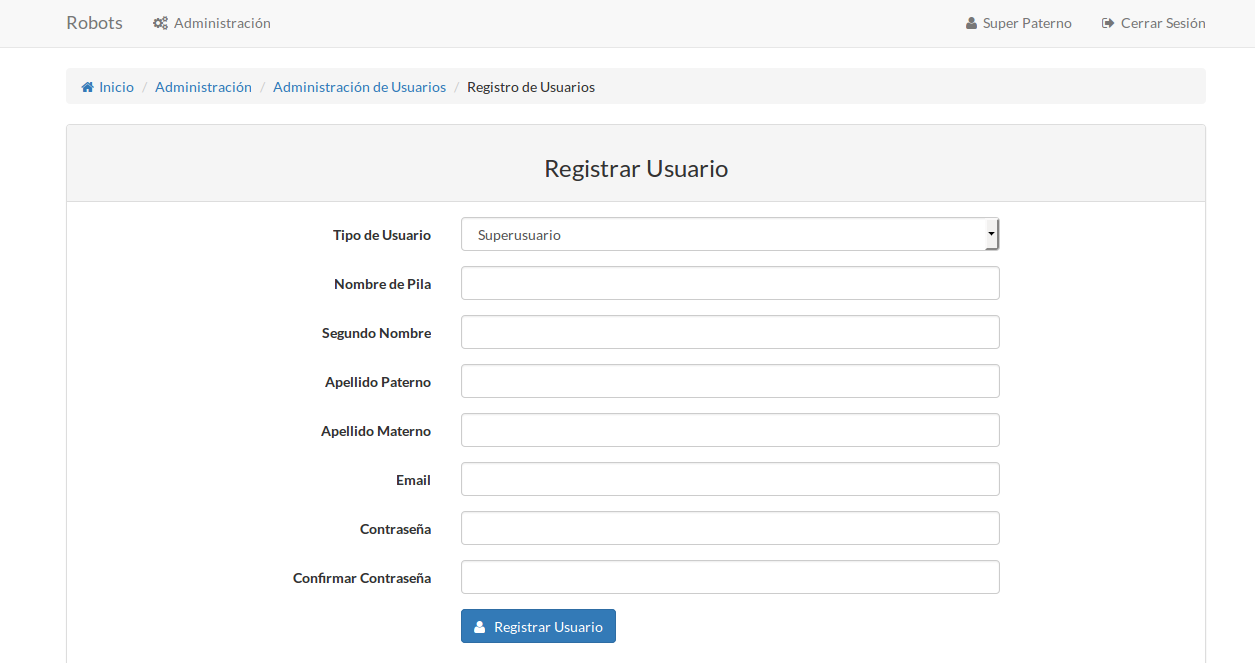 Robots Administración Super Paterno Cerrar Sesión
Inicio / Administración / Administración de Usuarios / Registro de Usuarios
Registrar Usuario
Tipo de Usuario Superusuario
Nombre de Pila
Segundo Nombre
Apellido Paterno
Apellido Materno
Email
Contraseña
Confirmar Contraseña
Registrar Usuario